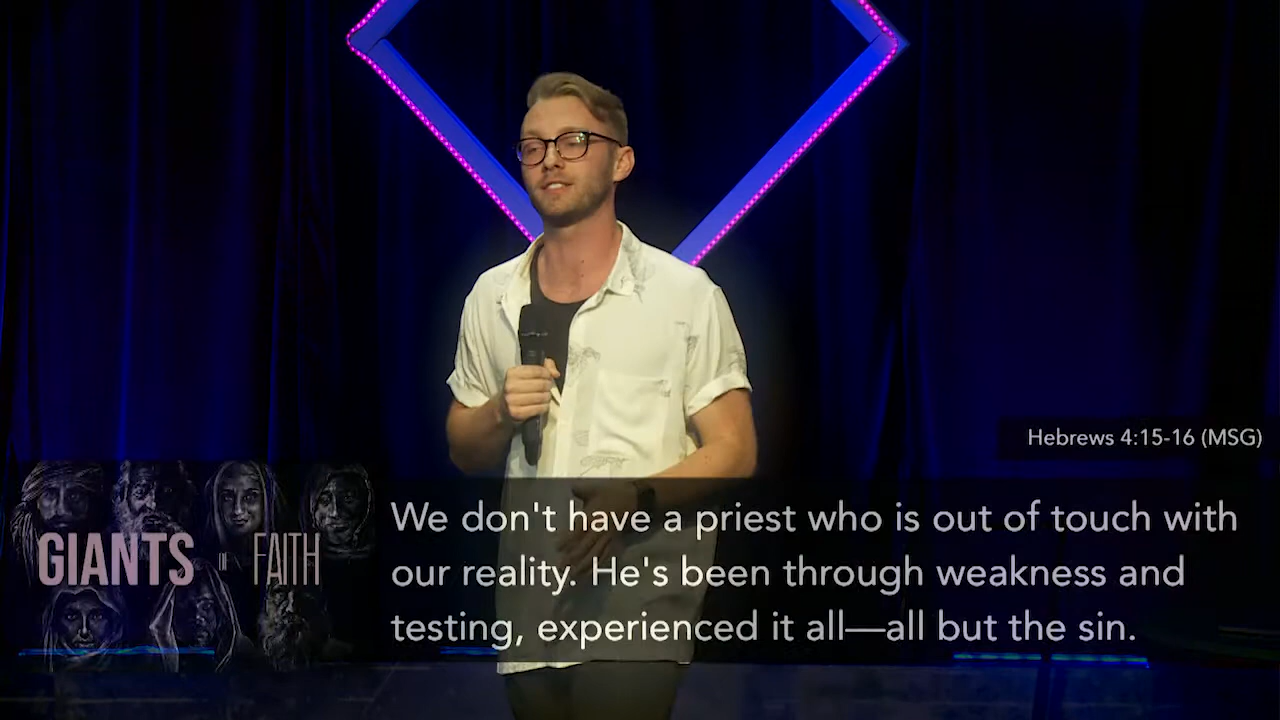 Hebrews 4:15-16 (MSG)
GIANTS OF FAITH
We don't have a priest who is out of touch with
our reality. He's been through weakness and
testing, experienced it all—all but the sin.